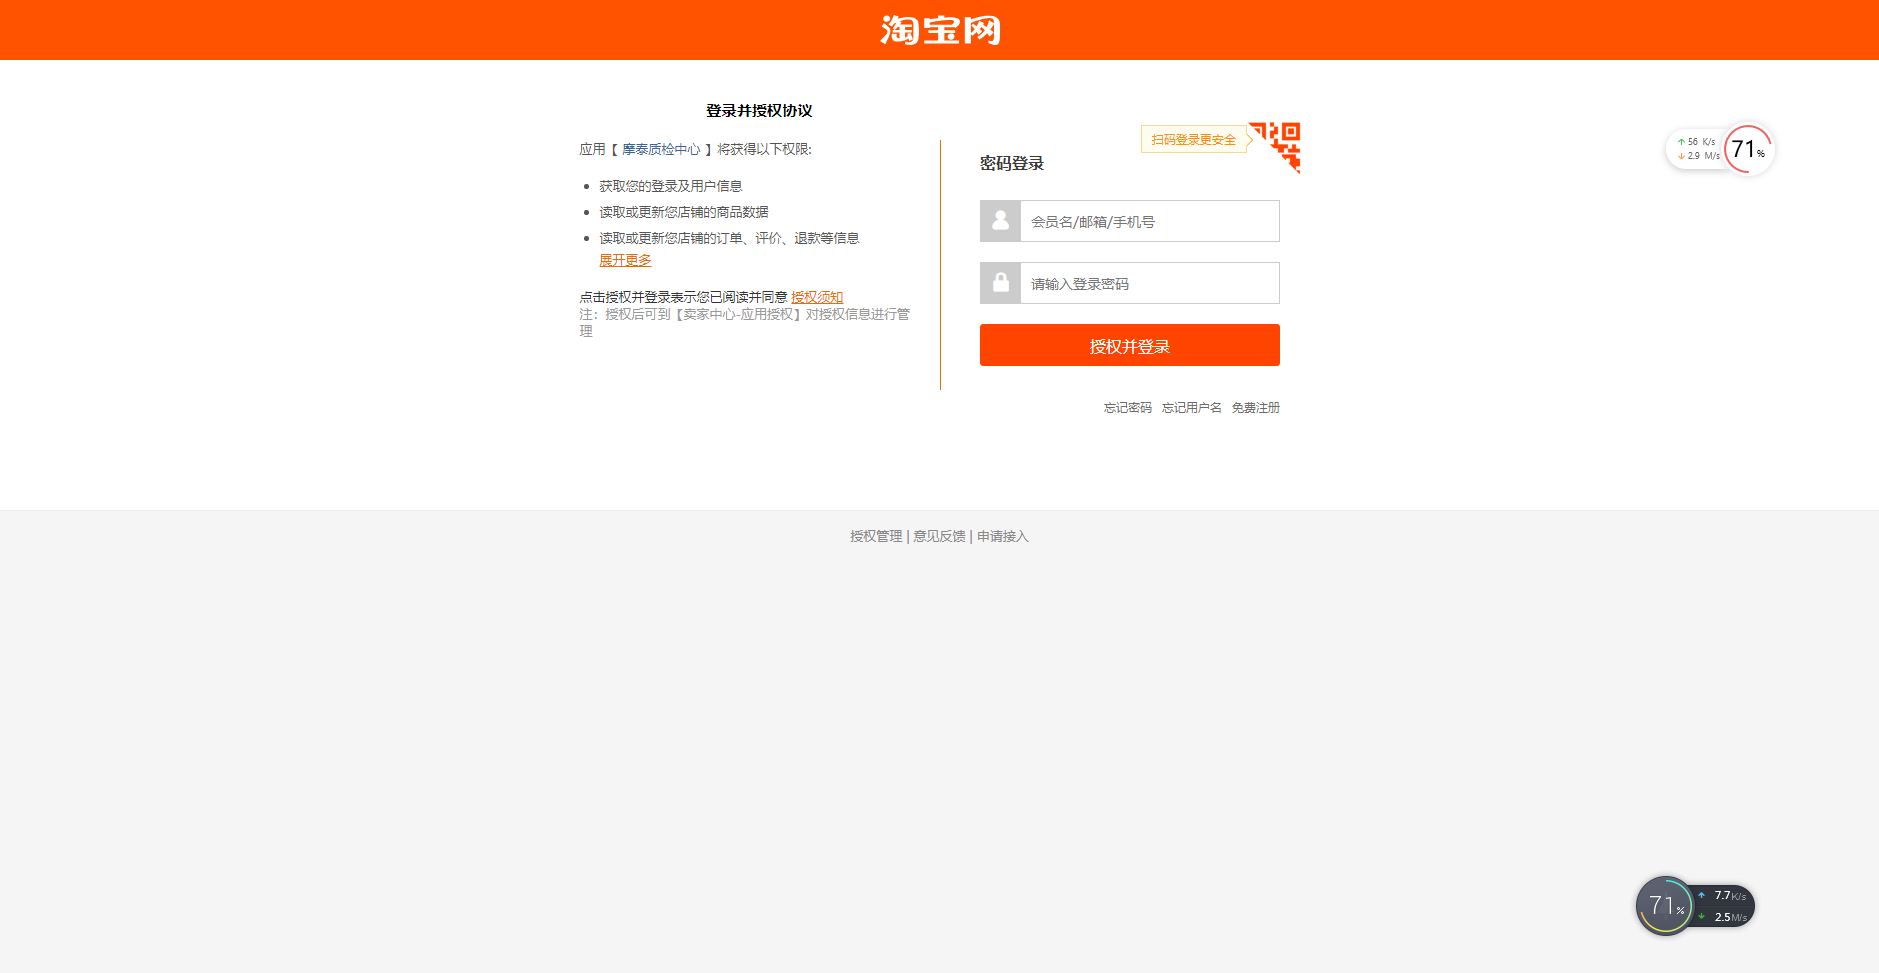 淘宝网
登录并授权协议
应用【 摩泰质检中心 】将获得以下权限:
获取您的登录及用户信息
读取或更新您店铺的商品数据
读取或更新您店铺的订单、评价、退款等信息
展开更多
点击授权并登录表示您已阅读并同意 授权须知
注：授权后可到【卖家中心-应用授权】对授权信息进行管
理
扫码登录更安全
密码登录
会员名/邮箱/手机号
请输入登录密码
授权并登录
忘记密码 忘记用户名 免费注册
↑ 56 K/s
↓ 2.9 M/s
71%
授权管理 | 意见反馈 | 申请接入
71%
↑ 7.7K/s
↓ 2.5M/s